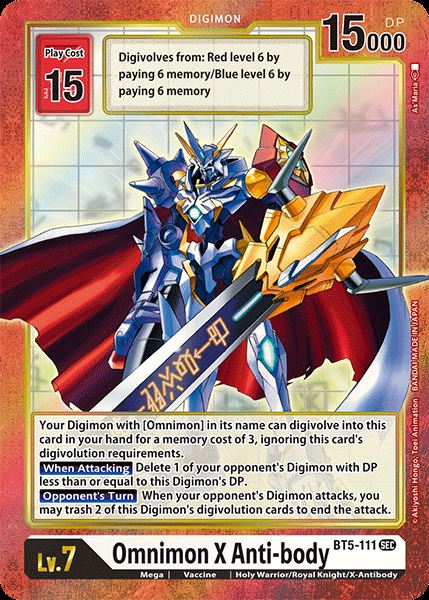 DIGIMON
Play Cost
15
Digivolves from: Red level 6 by
paying 6 memory/Blue level 6 by
paying 6 memory
DP
15000
As'Maria
Your Digimon with [Omnimon] in its name can digivolve into this
card in your hand for a memory cost of 3, ignoring this card's
digivolution requirements.
When Attacking Delete 1 of your opponent's Digimon with DP
less than or equal to this Digimon's DP.
Opponent's Turn When your opponent's Digimon attacks, you
may trash 2 of this Digimon's digivolution cards to end the attack.
©Akiyoshi Hongo, Toei Animation BANDAI MADE IN JAPAN
Lv.7
Omnimon X Anti-body
BT5-111 SEC
Mega | Vaccine | Holy Warrior/Royal Knight/X-Antibody